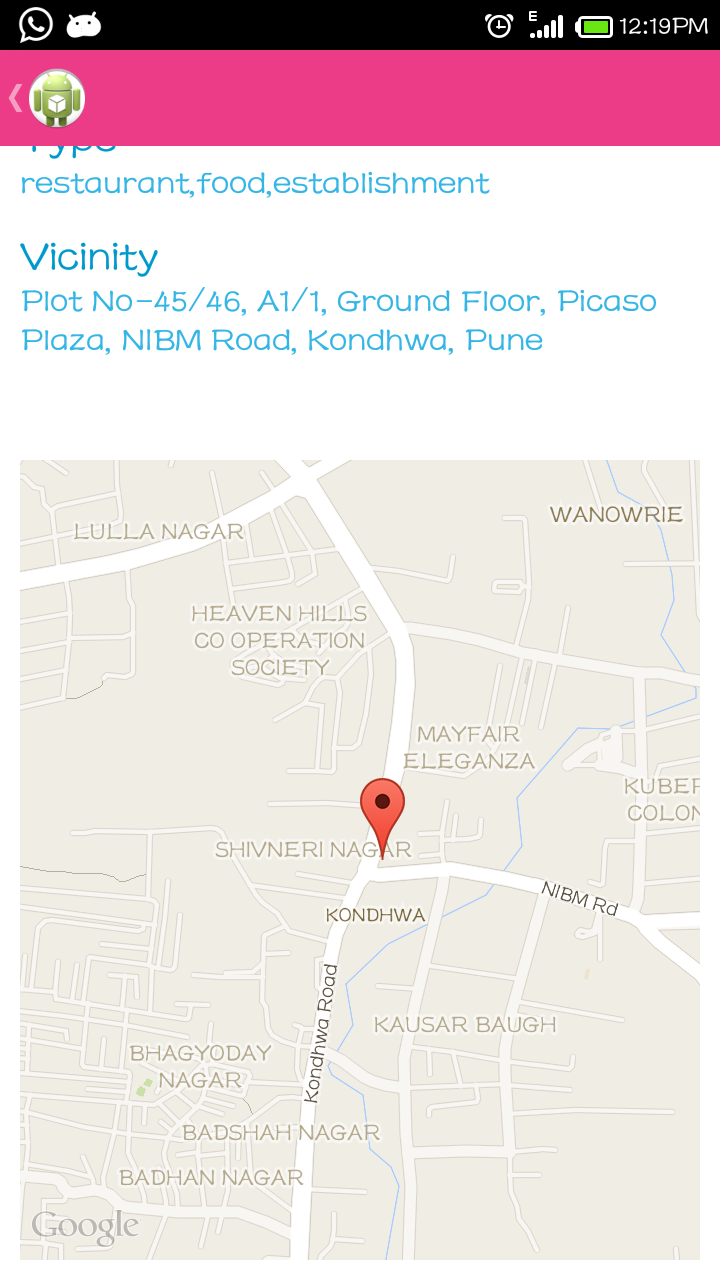 E
12:19PM
Type
restaurant,food,establishment
Vicinity
Plot No-45/46, A1/1, Ground Floor, Picaso
Plaza, NIBM Road, Kondhwa, Pune
WANOWRIE
LULLA NAGAR
HEAVEN HILLS
CO OPERATION
SOCIETY
MAYFAIR
ELEGANZA
KUBER
COLON
SHIVNERI NAGAR
NIBM Rd
KONDHWA
Kondhwa Road
KAUSAR BAUGH
BHAGYODAY
NAGAR
BADSHAH NAGAR
BADHAN NAGAR
Google